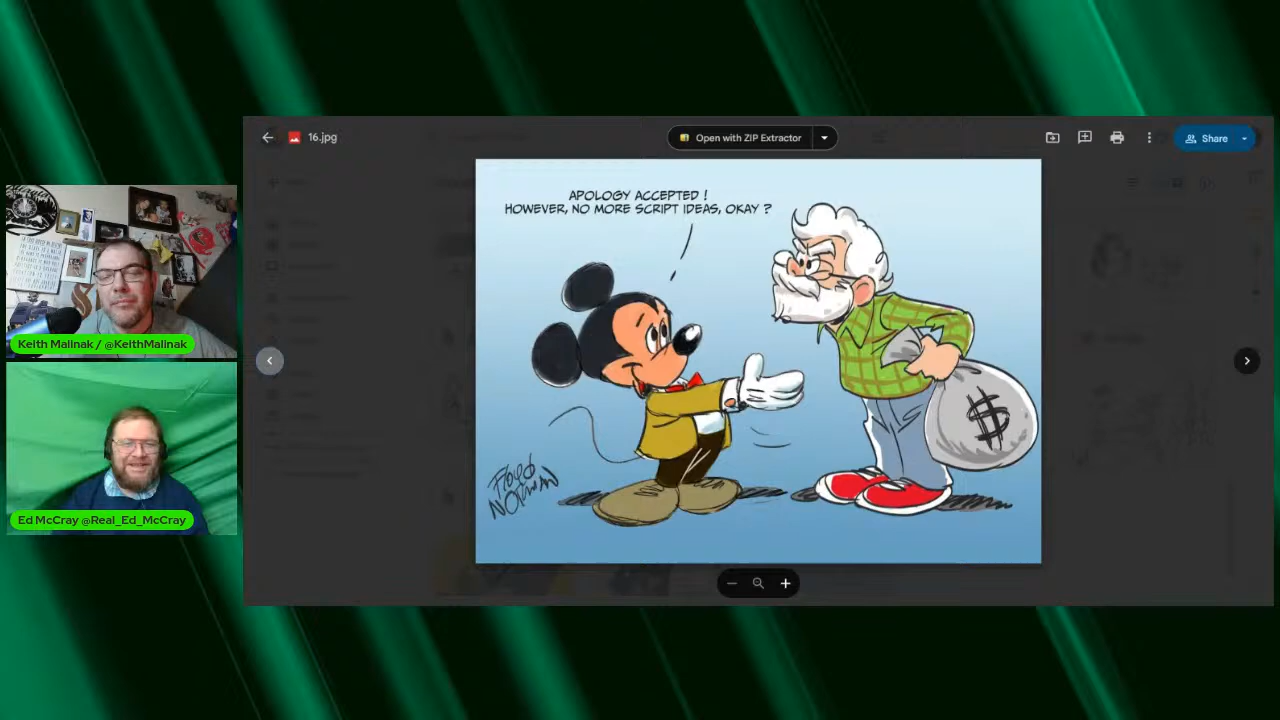 16.jpg
Open with ZIP Extractor
Share
APOLOGY ACCEPTED !
HOWEVER, NO MORE SCRIPT IDEAS, OKAY ?
$
FLOYD
NORMAN
Keith Malinak / @KeithMalinak
Ed McCray @Real_Ed_McCray